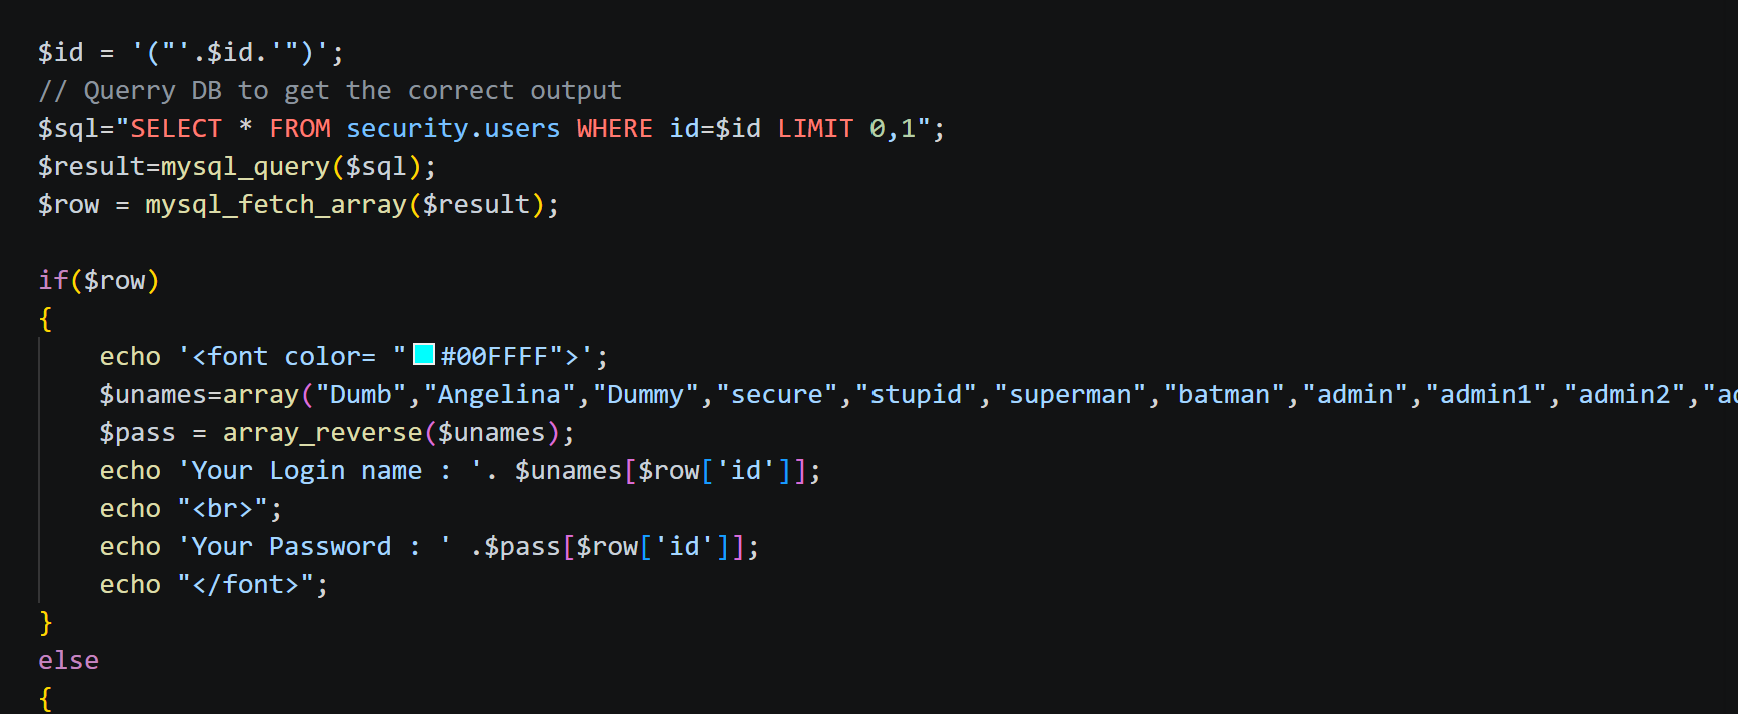 $id = '("'.$id.'")';
// Querry DB to get the correct output
$sql="SELECT * FROM security.users WHERE id=$id LIMIT 0,1";
$result=mysql_query($sql);
$row = mysql_fetch_array($result);
if($row)
{
echo '<font color= "#00FFFF">';
$unames=array("Dumb","Angelina","Dummy","secure","stupid","superman","batman","admin","admin1","admin2","
$pass = array_reverse($unames);
echo 'Your Login name : '. $unames[$row['id']];
echo "<br>";
echo 'Your Password : ' .$pass[$row['id']];
echo "</font>";
}
else
{